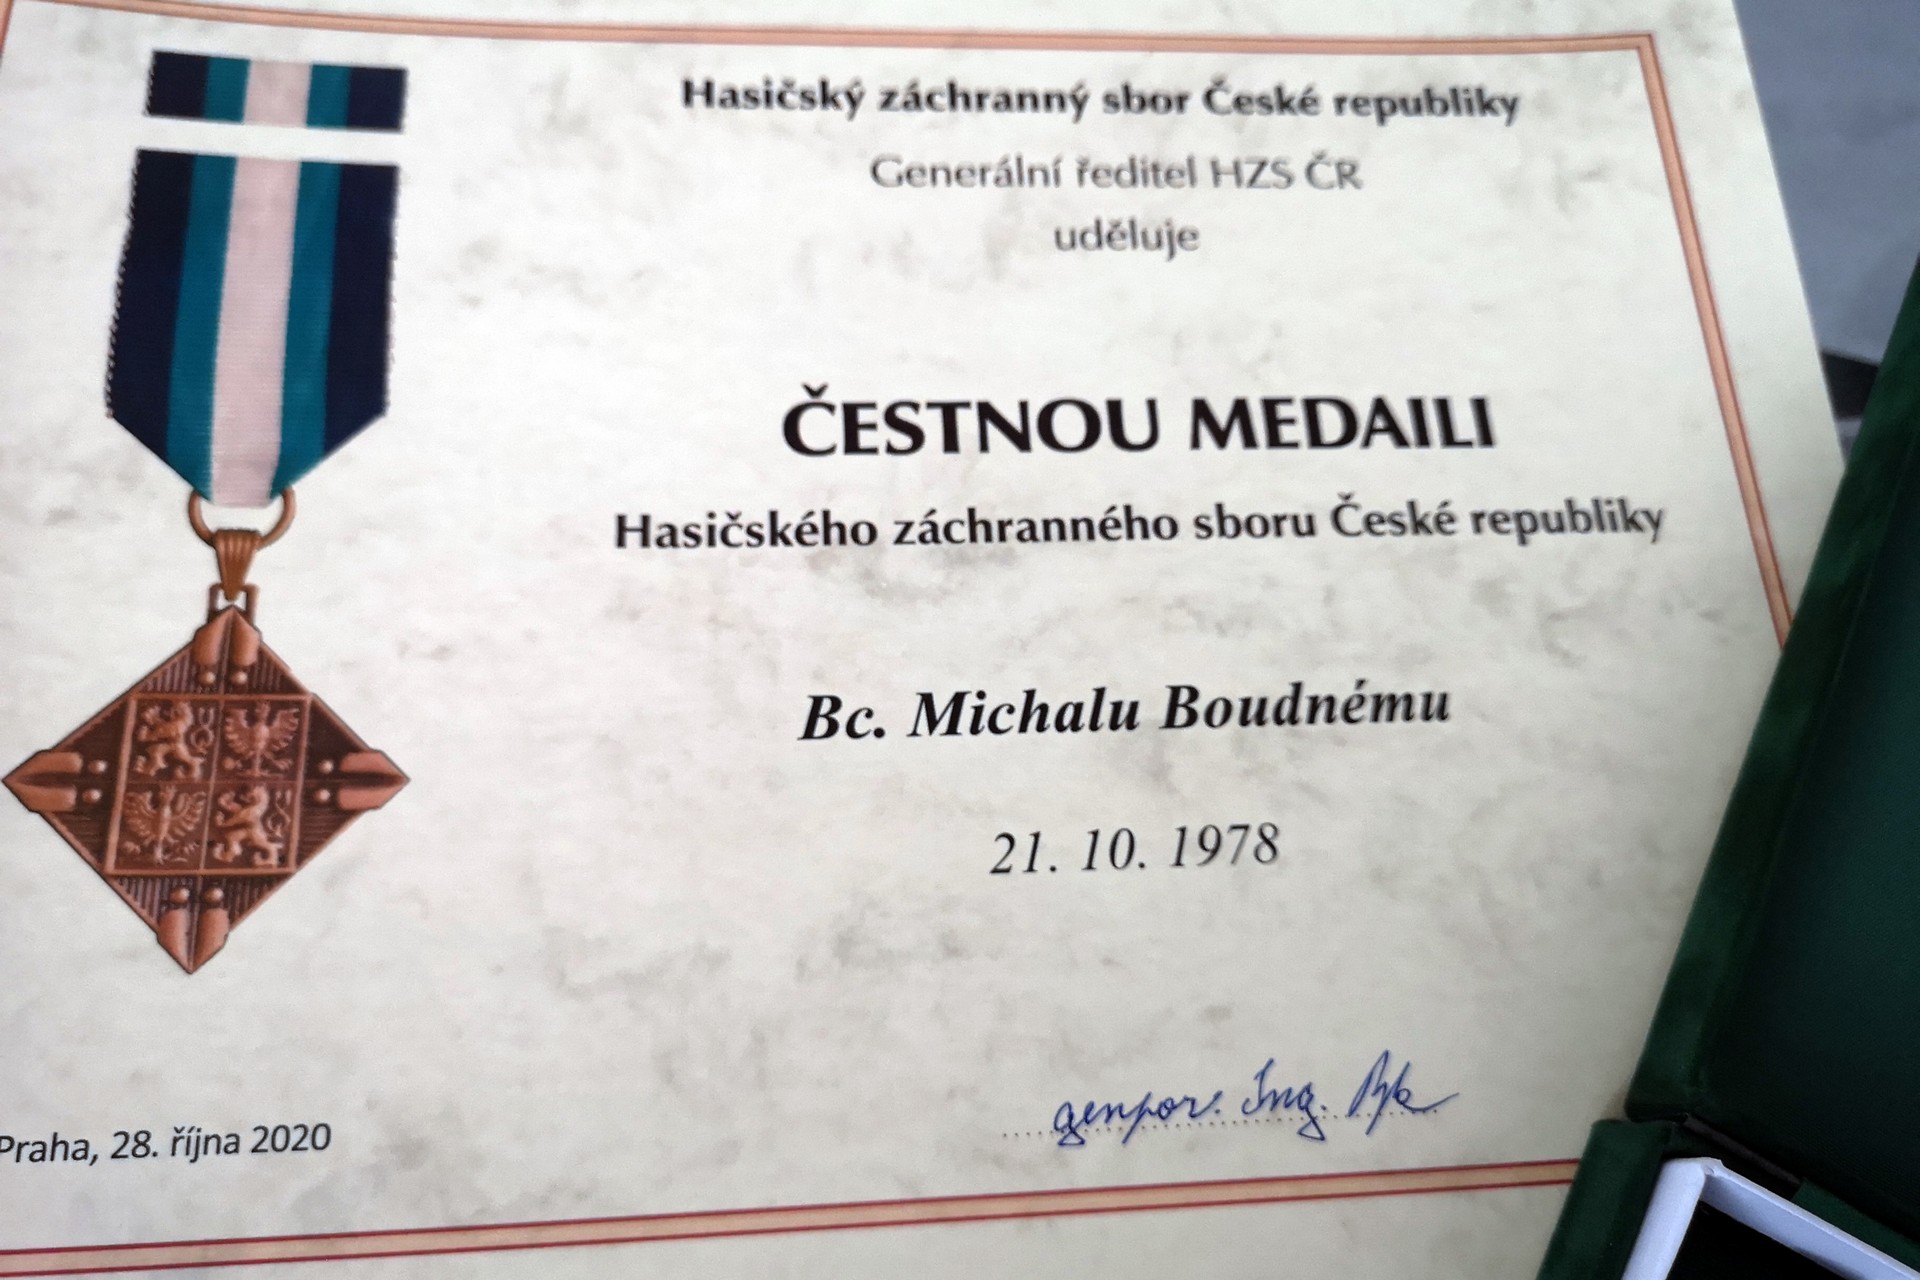 Hasičský záchranný sbor České republiky
Generální ředitel HZS ČR
uděluje
ČESTNOU MEDAILI
Hasičského záchranného sboru České republiky
Bc. Michalu Boudnému
21. 10. 1978
genpor. Ing.
Praha, 28. října 2020